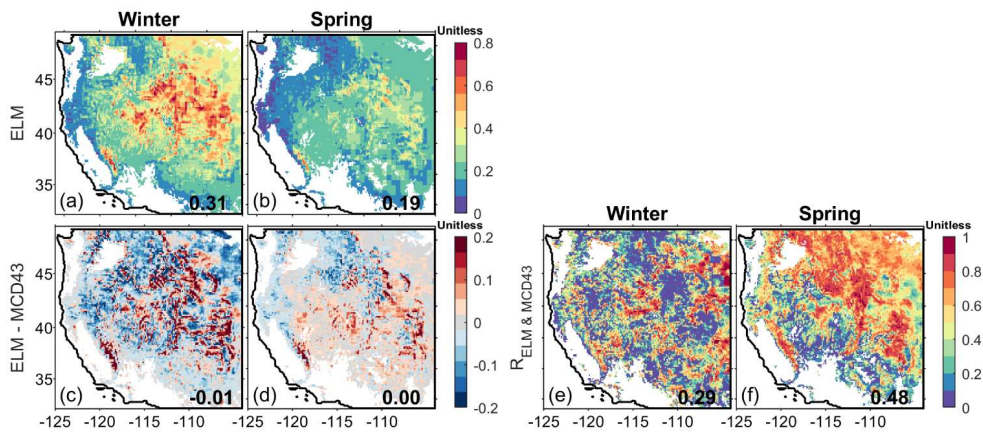 Winter
Spring
Unitless
ELM
45
40
35
(a)
0.31
(b)
0.19
0.8
0.6
0.4
0.2
0
Unitless
ELM - MCD43
45
40
35
(c)
-0.01
(d)
0.00
0.2
0.1
0
-0.1
-0.2
-125 -120 -115 -110
-125 -120 -115 -110
Winter
Spring
Unitless
R ELM & MCD43
(e)
0.29
(f)
0.48
1
0.8
0.6
0.4
0.2
0
-125 -120 -115 -110
-125 -120 -115 -110